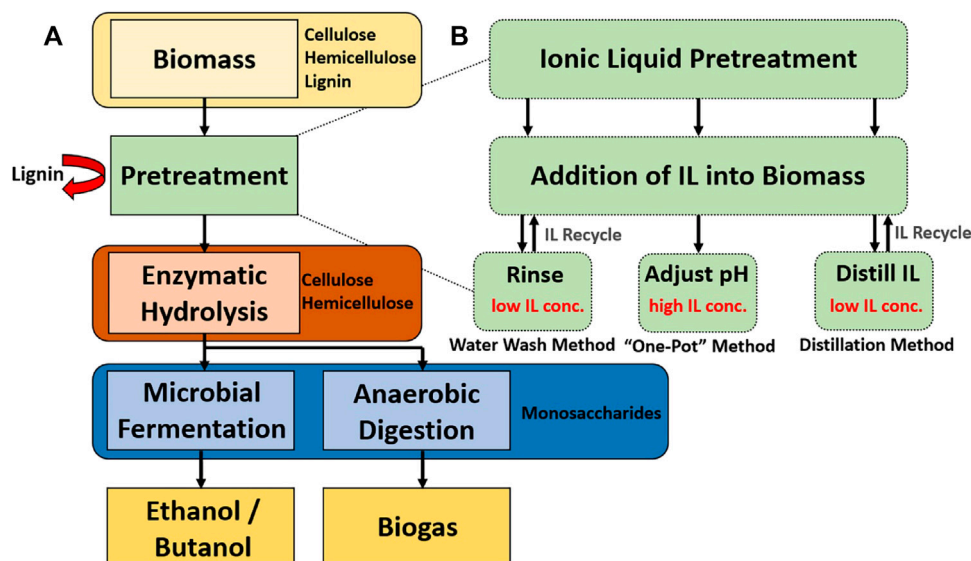 A
Biomass
Cellulose
Hemicellulose
Lignin
Lignin
Pretreatment
Enzymatic
Hydrolysis
Cellulose
Hemicellulose
Microbial
Fermentation
Anaerobic
Digestion
Monosaccharides
Ethanol /
Butanol
Biogas
B
Ionic Liquid Pretreatment
Addition of IL into Biomass
IL Recycle
IL Recycle
Rinse
low IL conc.
Water Wash Method
Adjust pH
high IL conc.
“One-Pot” Method
Distill IL
low IL conc.
Distillation Method